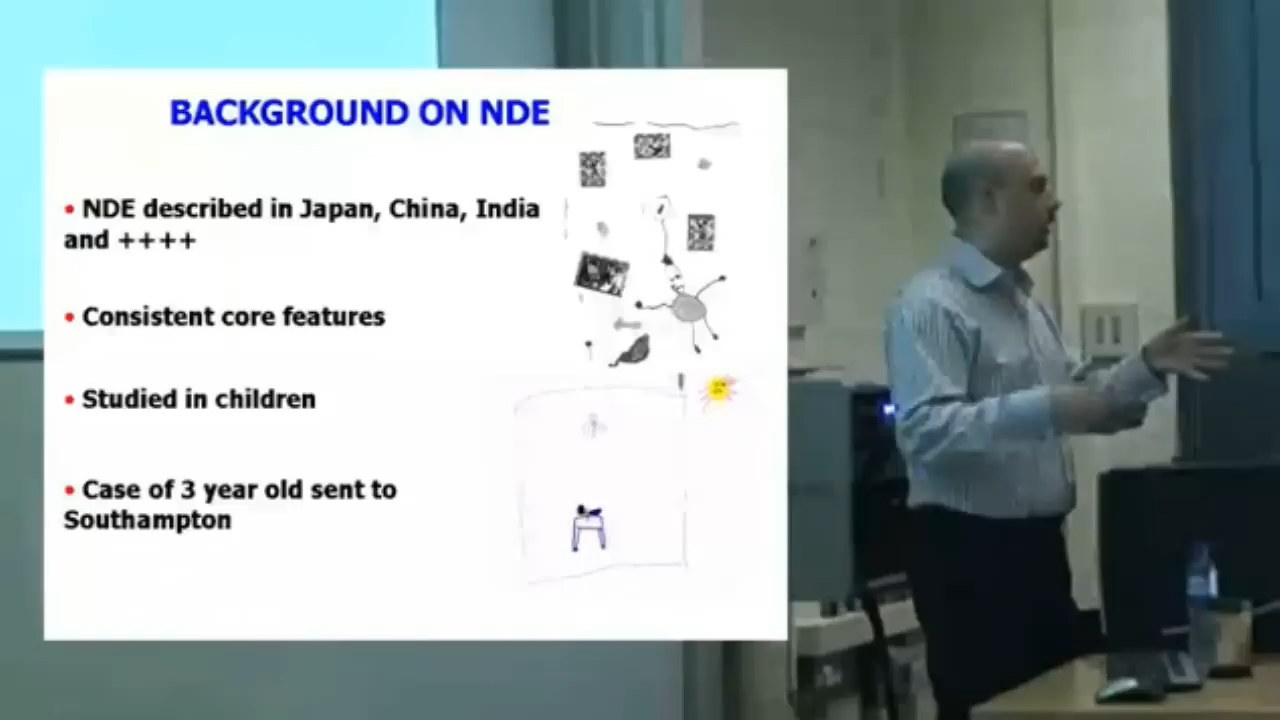 BACKGROUND ON NDE
• NDE described in Japan, China, India
and ++++
• Consistent core features
• Studied in children
• Case of 3 year old sent to
Southampton